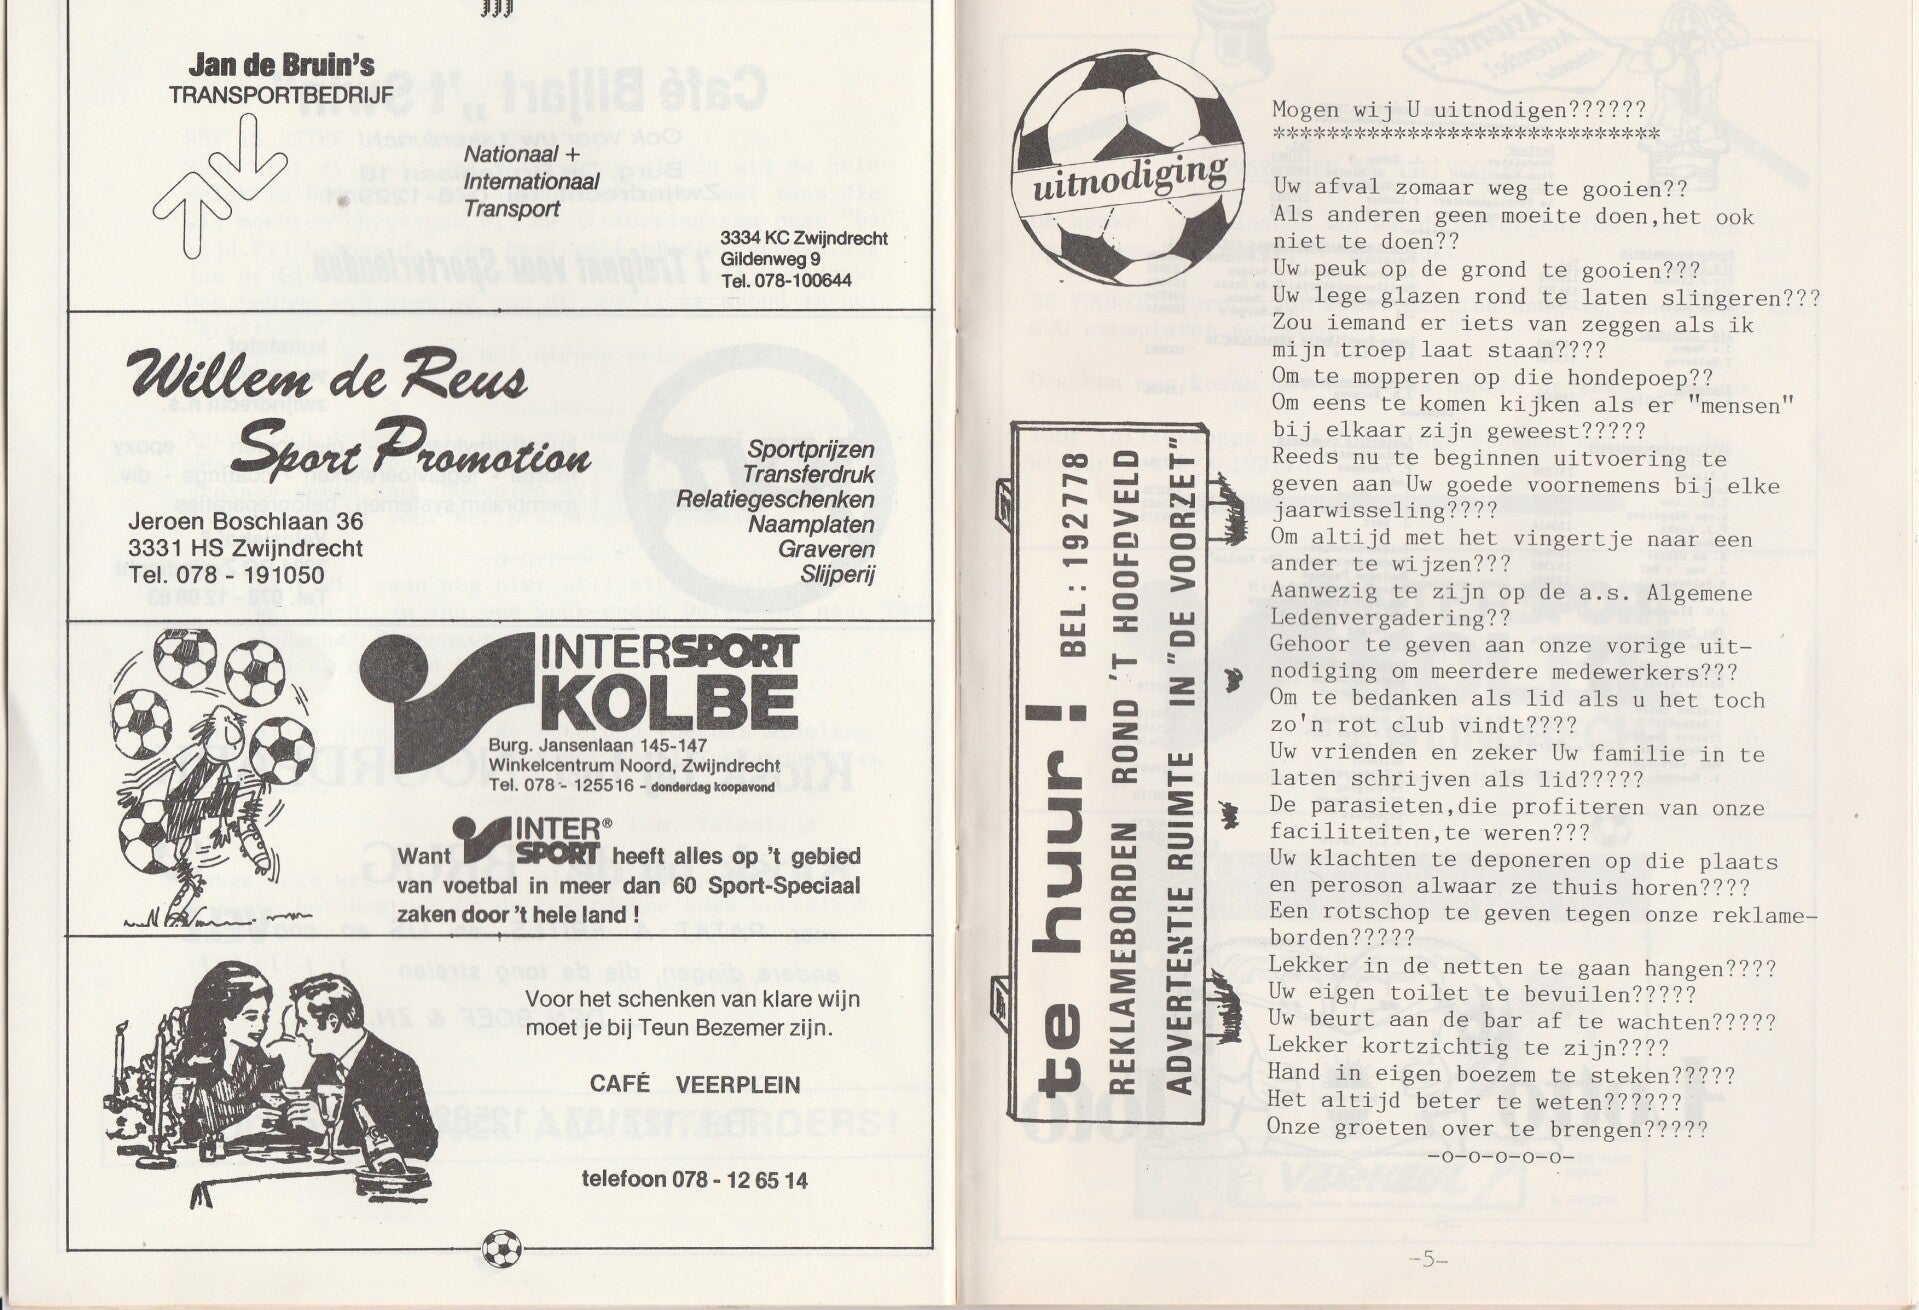 Jan de Bruin's
TRANSPORTBEDRIJF
Nationaal +
Internationaal
Transport
3334 KC Zwijndrecht
Gildenweg 9
Tel. 078-100644
Willem de Reus
Sport Promotion
Jeroen Boschlaan 36
3331 HS Zwijndrecht
Tel. 078 - 191050
Sportprijzen
Transferdruk
Relatiegeschenken
Naamplaten
Graveren
Slijperij
INTERSPORT
KOLBE
Burg. Jansenlaan 145-147
Winkelcentrum Noord, Zwijndrecht
Tel. 078 - 125516 - donderdag koopavond
Want INTER SPORT® heeft alles op 't gebied
van voetbal in meer dan 60 Sport-Speciaal
zaken door 't hele land !
Voor het schenken van klare wijn
moet je bij Teun Bezemer zijn.
CAFÉ VEERPLEIN
telefoon 078 - 12 65 14
uitnodiging
te huur! BEL: 192778
REKLAMEBORDEN ROND 'T HOOFDVELD
ADVERTENTIE RUIMTE IN "DE VOORZET"
Mogen wij U uitnodigen??????
*****************************
Uw afval zomaar weg te gooien??
Als anderen geen moeite doen,het ook
niet te doen??
Uw peuk op de grond te gooien???
Uw lege glazen rond te laten slingeren???
Zou iemand er iets van zeggen als ik
mijn troep laat staan????
Om te mopperen op die hondepoep??
Om eens te komen kijken als er "mensen"
bij elkaar zijn geweest?????
Reeds nu te beginnen uitvoering te
geven aan Uw goede voornemens bij elke
jaarwisseling????
Om altijd met het vingertje naar een
ander te wijzen???
Aanwezig te zijn op de a.s. Algemene
Ledenvergadering??
Gehoor te geven aan onze vorige uit-
nodiging om meerdere medewerkers???
Om te bedanken als lid als u het toch
zo'n rot club vindt????
Uw vrienden en zeker Uw familie in te
laten schrijven als lid?????
De parasieten,die profiteren van onze
faciliteiten,te weren???
Uw klachten te deponeren op die plaats
en peroson alwaar ze thuis horen????
Een rotschop te geven tegen onze reklame-
borden?????
Lekker in de netten te gaan hangen????
Uw eigen toilet te bevuilen?????
Uw beurt aan de bar af te wachten?????
Lekker kortzichtig te zijn????
Hand in eigen boezem te steken?????
Het altijd beter te weten??????
Onze groeten over te brengen?????
-o-o-o-o-o-
-5-